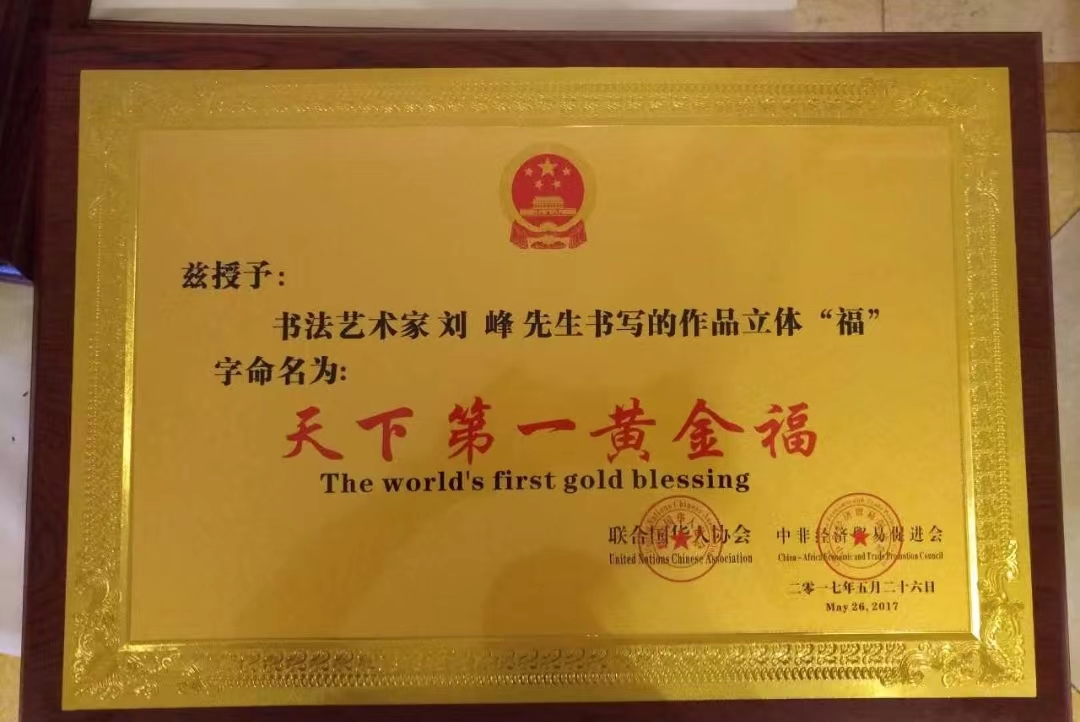 兹授予：
书法艺术家 刘 峰 先生书写的作品立体“福”
字命名为:
天下第一黄金福
The world's first gold blessing
联合国华人协会
United Nations Chinese Association
中非经济贸易促进会
China-Africa Economic and Trade Promotion Council
二零一七年五月二十六日
May 26, 2017